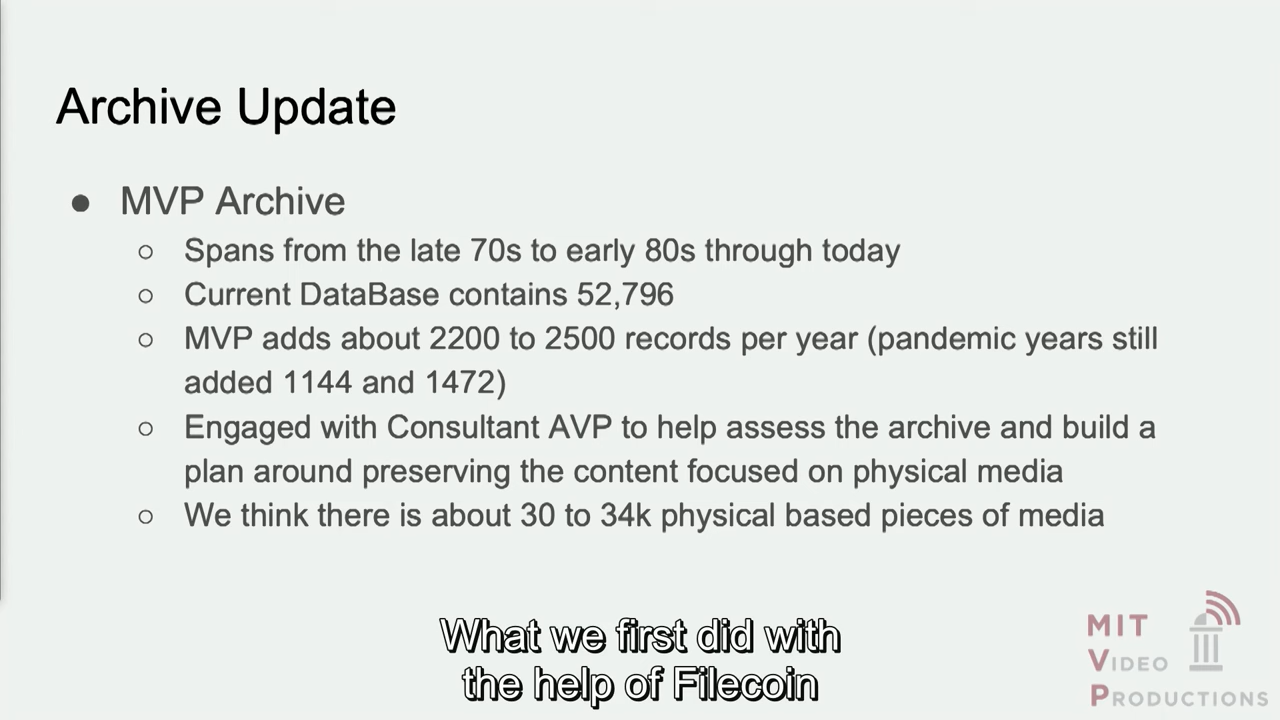 Archive Update
● MVP Archive
○ Spans from the late 70s to early 80s through today
○ Current DataBase contains 52,796
○ MVP adds about 2200 to 2500 records per year (pandemic years still
added 1144 and 1472)
○ Engaged with Consultant AVP to help assess the archive and build a
plan around preserving the content focused on physical media
○ We think there is about 30 to 34k physical based pieces of media
What we first did with
the help of Filecoin
MIT
VIDEO
PRODUCTIONS